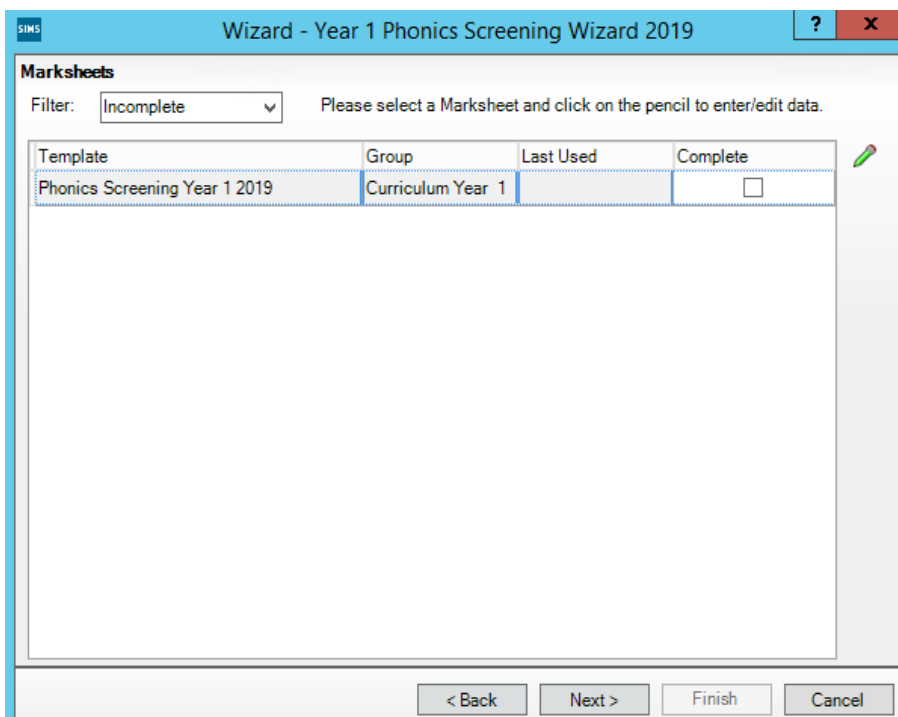 SIMS Wizard - Year 1 Phonics Screening Wizard 2019 ? x
Marksheets
Filter: Incomplete Please select a Marksheet and click on the pencil to enter/edit data.
Template Group Last Used Complete
Phonics Screening Year 1 2019 Curriculum Year 1
< Back Next > Finish Cancel